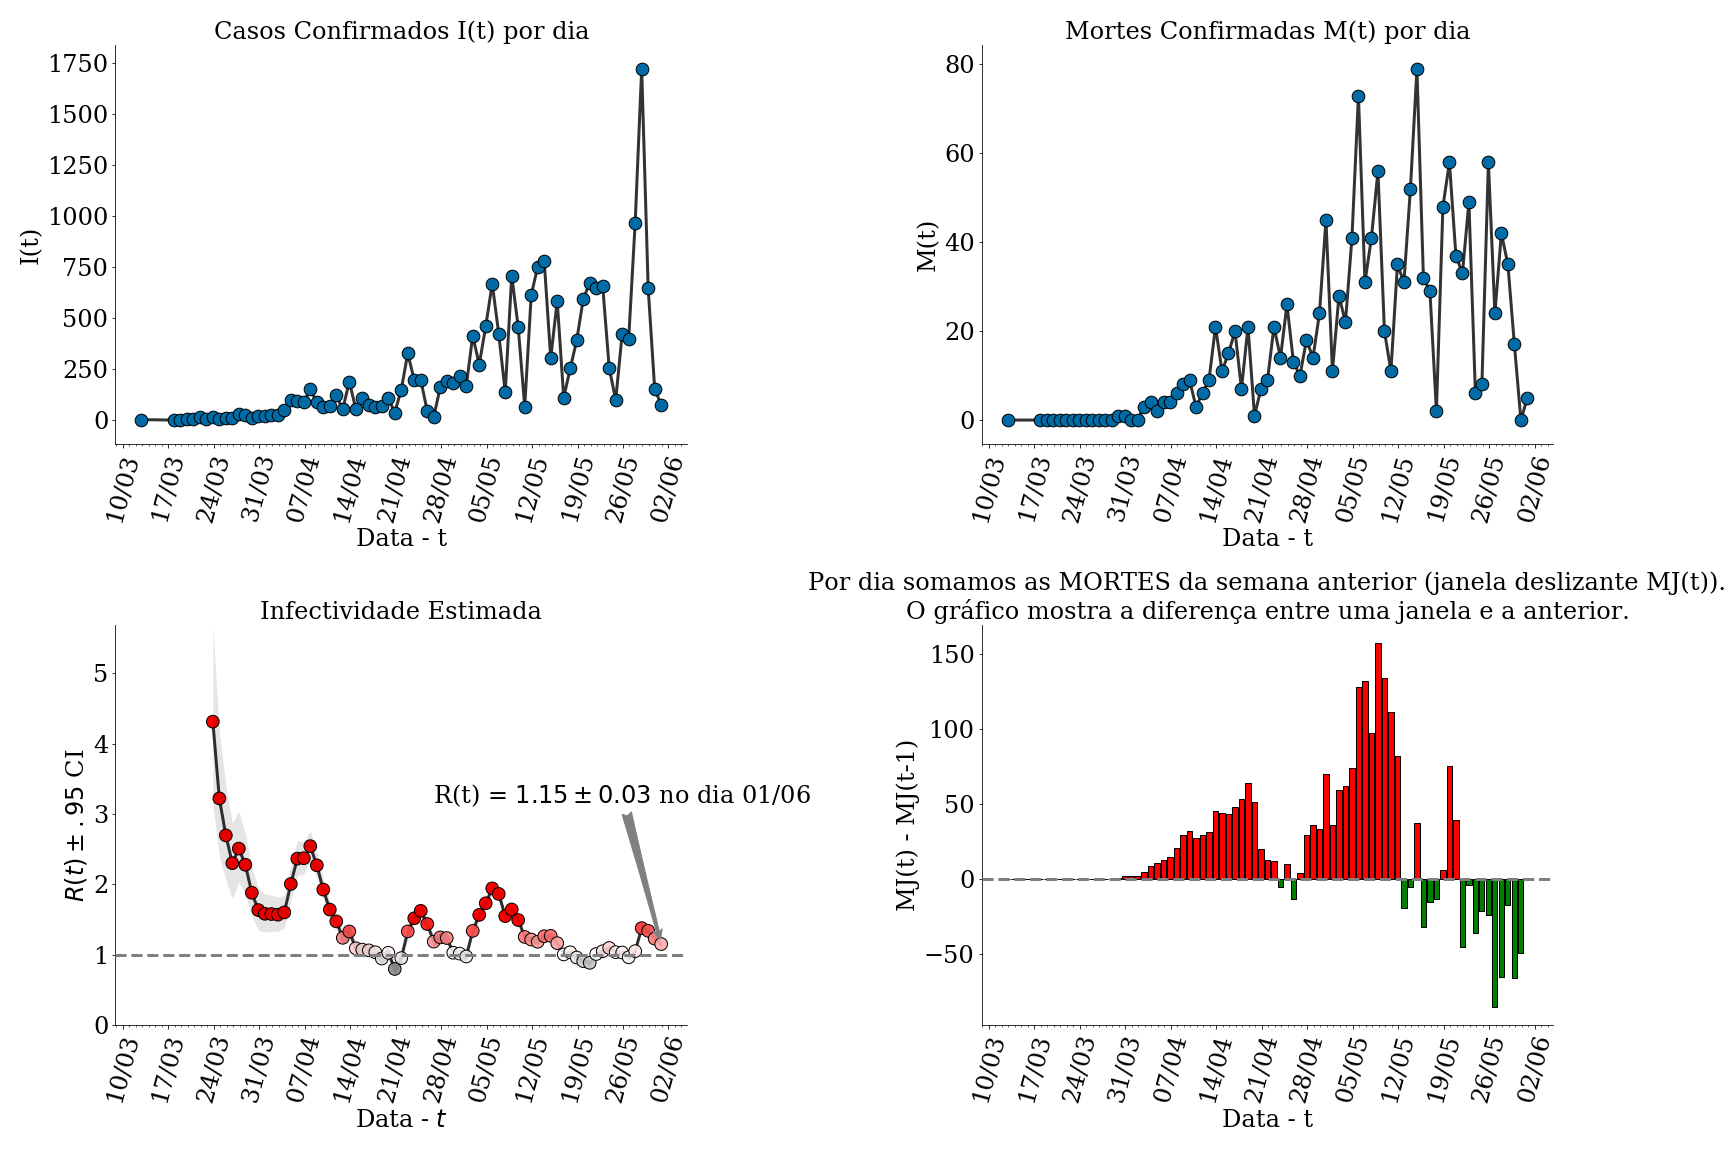 Casos Confirmados I(t) por dia
1750
1500
1250
1000
750
500
250
0
I(t)
10/03 17/03 24/03 31/03 07/04 14/04 21/04 28/04 05/05 12/05 19/05 26/05 02/06
Data - t
Mortes Confirmadas M(t) por dia
80
60
40
20
0
M(t)
10/03 17/03 24/03 31/03 07/04 14/04 21/04 28/04 05/05 12/05 19/05 26/05 02/06
Data - t
Infectividade Estimada
5
4
3
2
1
0
R(t) ± .95 CI
R(t) = 1.15 ± 0.03 no dia 01/06
10/03 17/03 24/03 31/03 07/04 14/04 21/04 28/04 05/05 12/05 19/05 26/05 02/06
Data - t
Por dia somamos as MORTES da semana anterior (janela deslizante MJ(t)).
O gráfico mostra a diferença entre uma janela e a anterior.
150
100
50
0
−50
MJ(t) - MJ(t-1)
10/03 17/03 24/03 31/03 07/04 14/04 21/04 28/04 05/05 12/05 19/05 26/05 02/06
Data - t